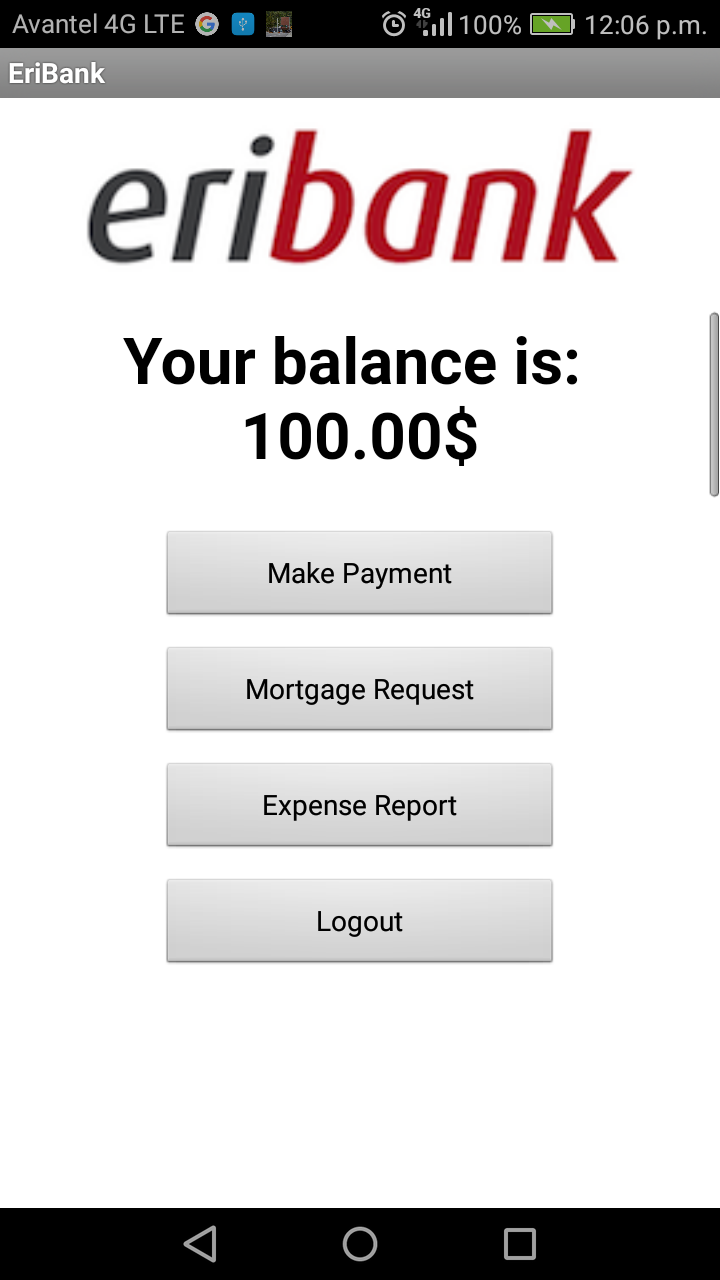 Avantel 4G LTE 4G 100% 12:06 p.m.
EriBank
eribank
Your balance is:
100.00$
Make Payment
Mortgage Request
Expense Report
Logout